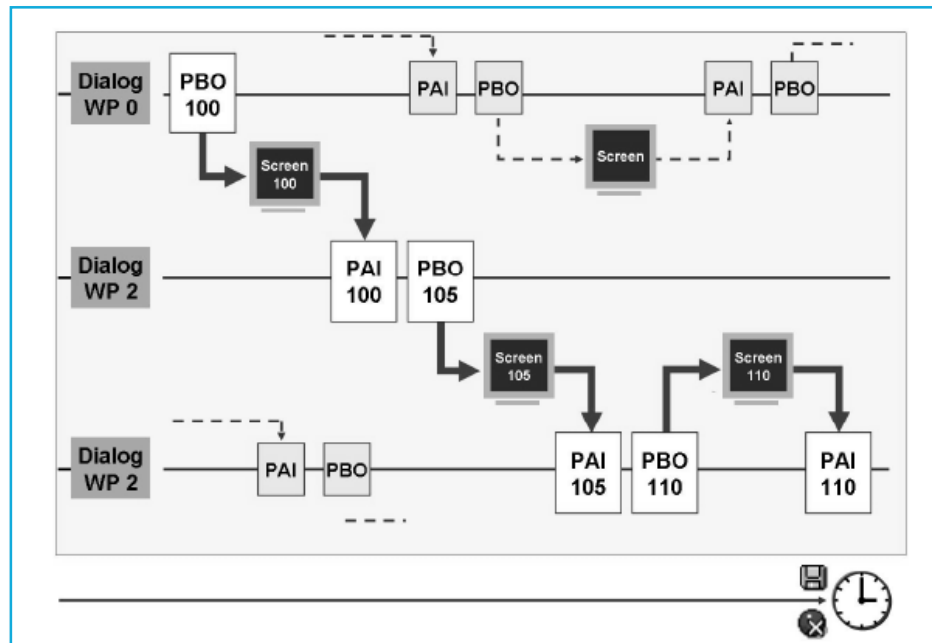 Dialog
WP 0
PBO
100
PAI
PBO
PAI
PBO
Screen
100
Screen
Dialog
WP 2
PAI
100
PBO
105
Screen
105
Screen
110
Dialog
WP 2
PAI
PBO
PAI
105
PBO
110
PAI
110